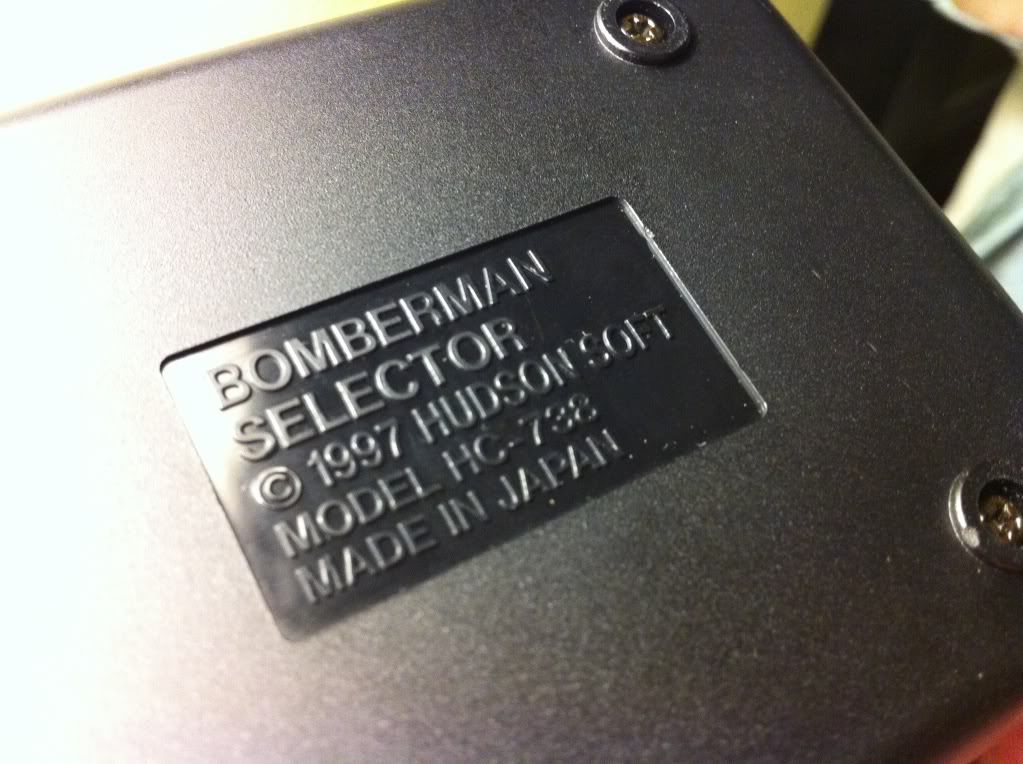 BOMBERMAN
SELECTOR
© 1997 HUDSON SOFT
MODEL HC-738
MADE IN JAPAN